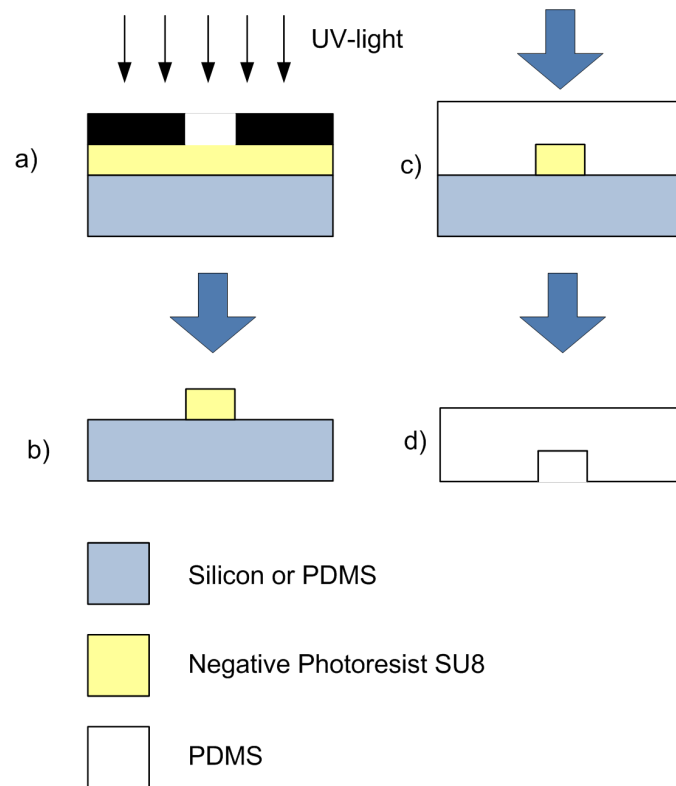 UV-light
a)
c)
b)
d)
Silicon or PDMS
Negative Photoresist SU8
PDMS